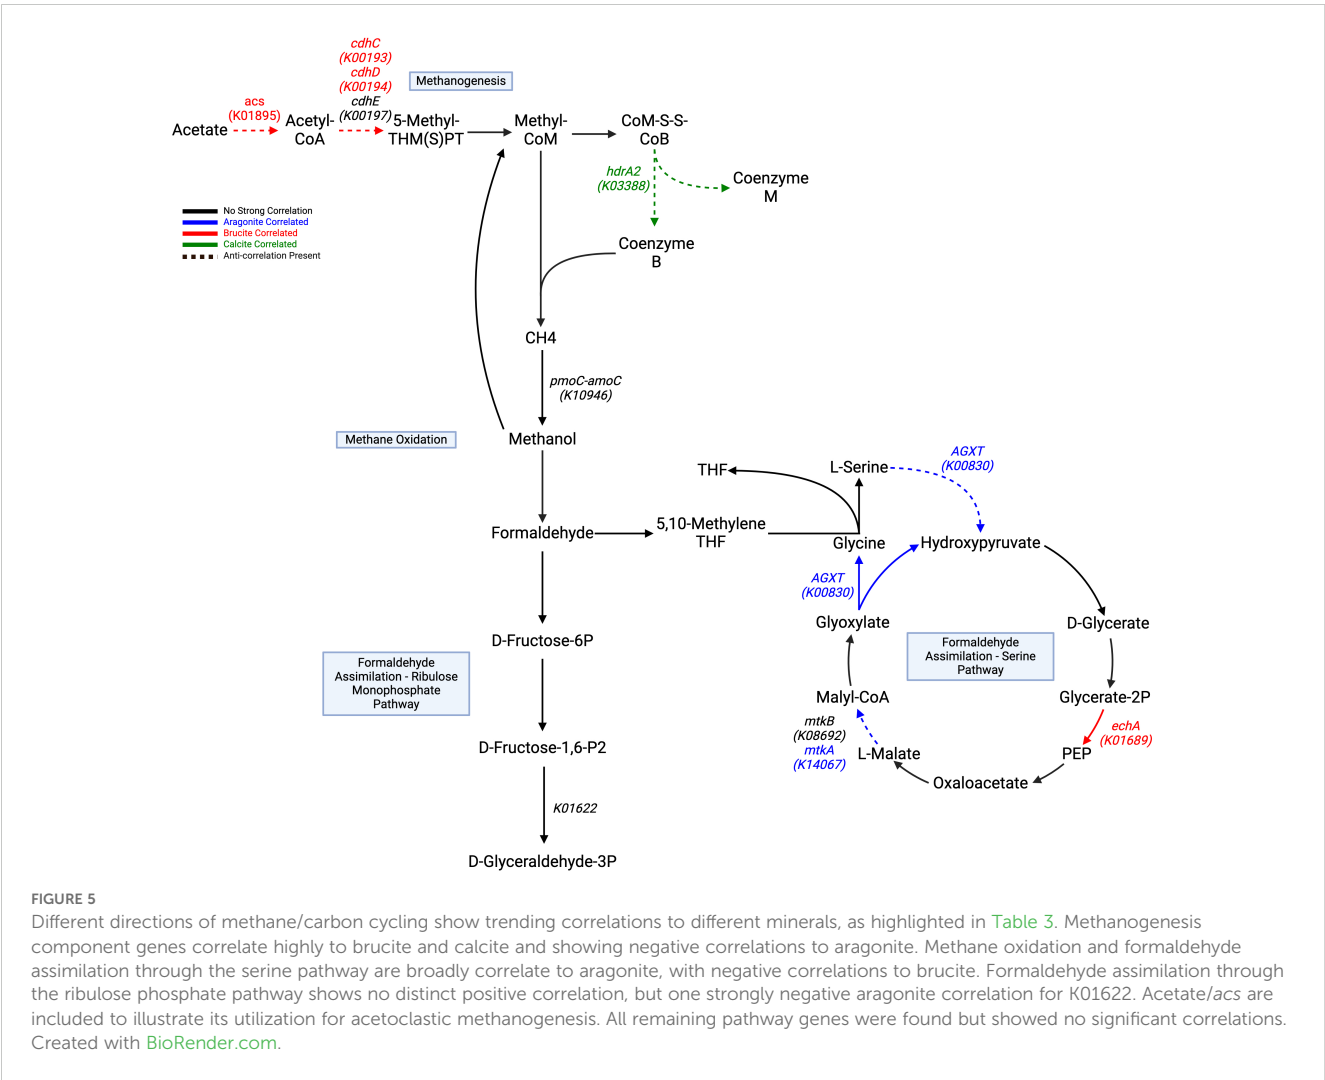 cdhC
(K00193)
cdhD
(K00194)
cdhE
(K00197)
Methanogenesis
acs
(K01895)
Acetate
Acetyl-
CoA
5-Methyl-
THM(S)PT
Methyl-
CoM
CoM-S-S-
CoB
hdrA2
(K03388)
Coenzyme
M
No Strong Correlation
Aragonite Correlated
Brucite Correlated
Calcite Correlated
Anti-correlation Present
Coenzyme
B
CH4
pmoC-amoC
(K10946)
Methane Oxidation
Methanol
THF
L-Serine
AGXT
(K00830)
Formaldehyde
5,10-Methylene
THF
Glycine
Hydroxypyruvate
AGXT
(K00830)
Glyoxylate
D-Glycerate
D-Fructose-6P
Formaldehyde
Assimilation - Serine
Pathway
Formaldehyde
Assimilation - Ribulose
Monophosphate
Pathway
Malyl-CoA
Glycerate-2P
mtkB
(K08692)
mtkA
(K14067)
echA
(K01689)
D-Fructose-1,6-P2
L-Malate
PEP
Oxaloacetate
K01622
D-Glyceraldehyde-3P
FIGURE 5
Different directions of methane/carbon cycling show trending correlations to different minerals, as highlighted in Table 3. Methanogenesis
component genes correlate highly to brucite and calcite and showing negative correlations to aragonite. Methane oxidation and formaldehyde
assimilation through the serine pathway are broadly correlate to aragonite, with negative correlations to brucite. Formaldehyde assimilation through
the ribulose phosphate pathway shows no distinct positive correlation, but one strongly negative aragonite correlation for K01622. Acetate/acs are
included to illustrate its utilization for acetoclastic methanogenesis. All remaining pathway genes were found but showed no significant correlations.
Created with BioRender.com.